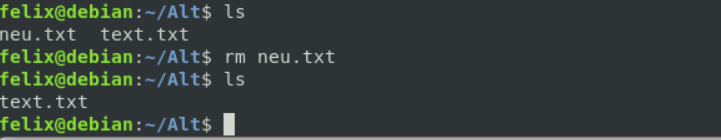 felix@debian:~/Alt$ ls
neu.txt  text.txt
felix@debian:~/Alt$ rm neu.txt
felix@debian:~/Alt$ ls
text.txt
felix@debian:~/Alt$